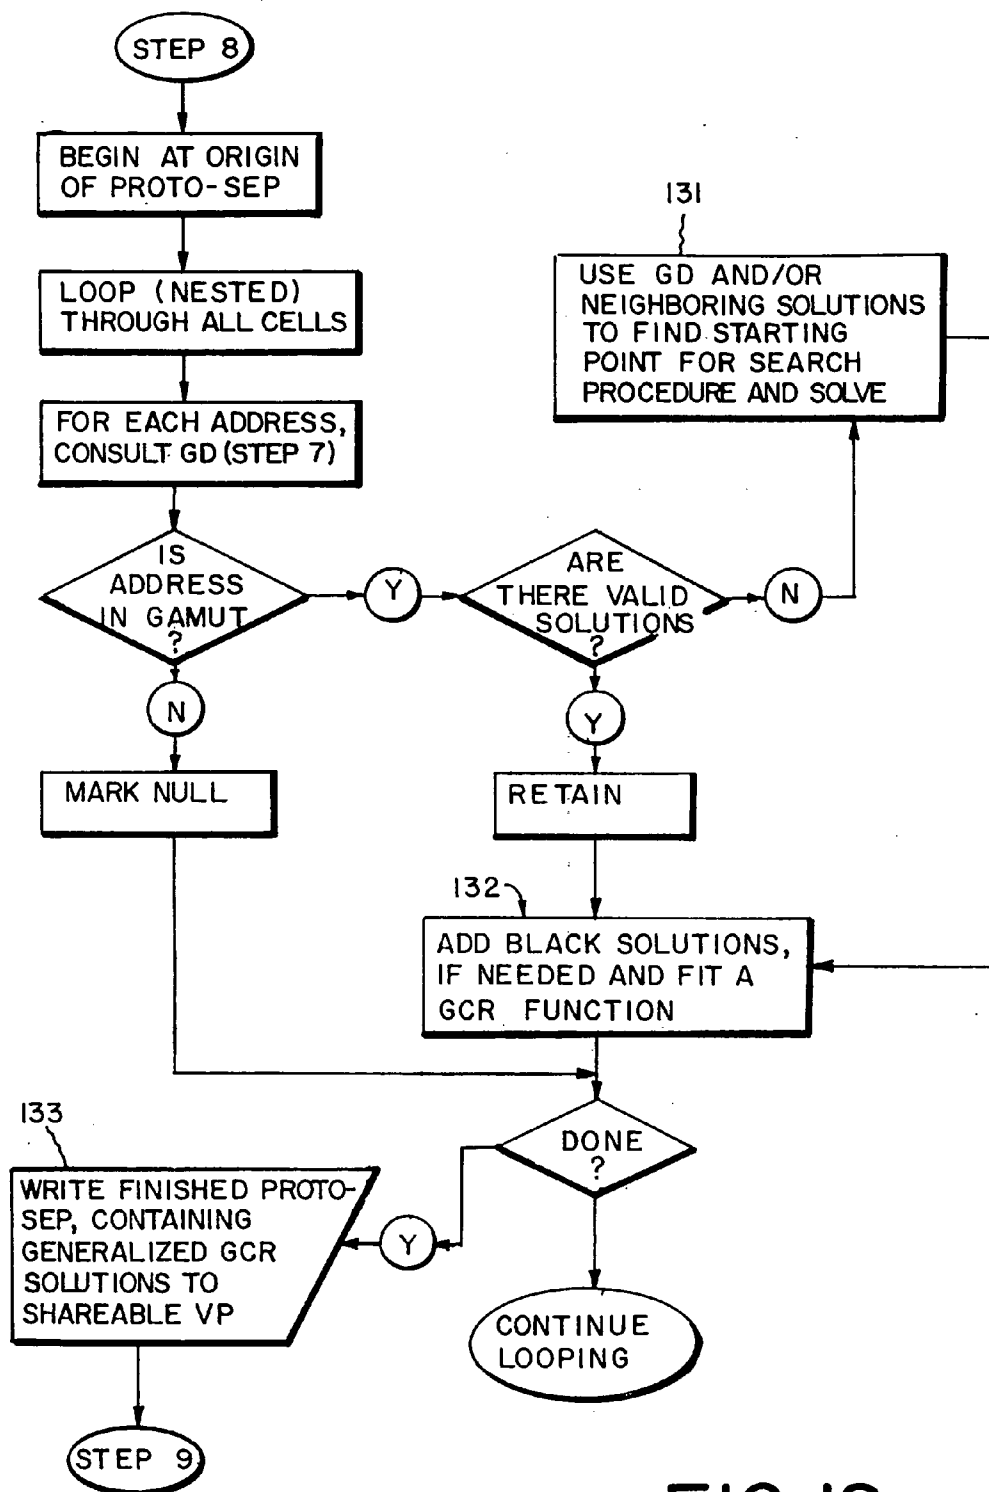 STEP 8
BEGIN AT ORIGIN
OF PROTO-SEP
LOOP (NESTED)
THROUGH ALL CELLS
FOR EACH ADDRESS,
CONSULT GD (STEP 7)
IS
ADDRESS
IN GAMUT
?
Y
ARE
THERE VALID
SOLUTIONS
?
N
131
USE GD AND/OR
NEIGHBORING SOLUTIONS
TO FIND STARTING
POINT FOR SEARCH
PROCEDURE AND SOLVE
N
Y
MARK NULL
RETAIN
132
ADD BLACK SOLUTIONS,
IF NEEDED AND FIT A
GCR FUNCTION
DONE
?
133
WRITE FINISHED PROTO-
SEP, CONTAINING
GENERALIZED GCR
SOLUTIONS TO
SHAREABLE VP
Y
CONTINUE
LOOPING
STEP 9